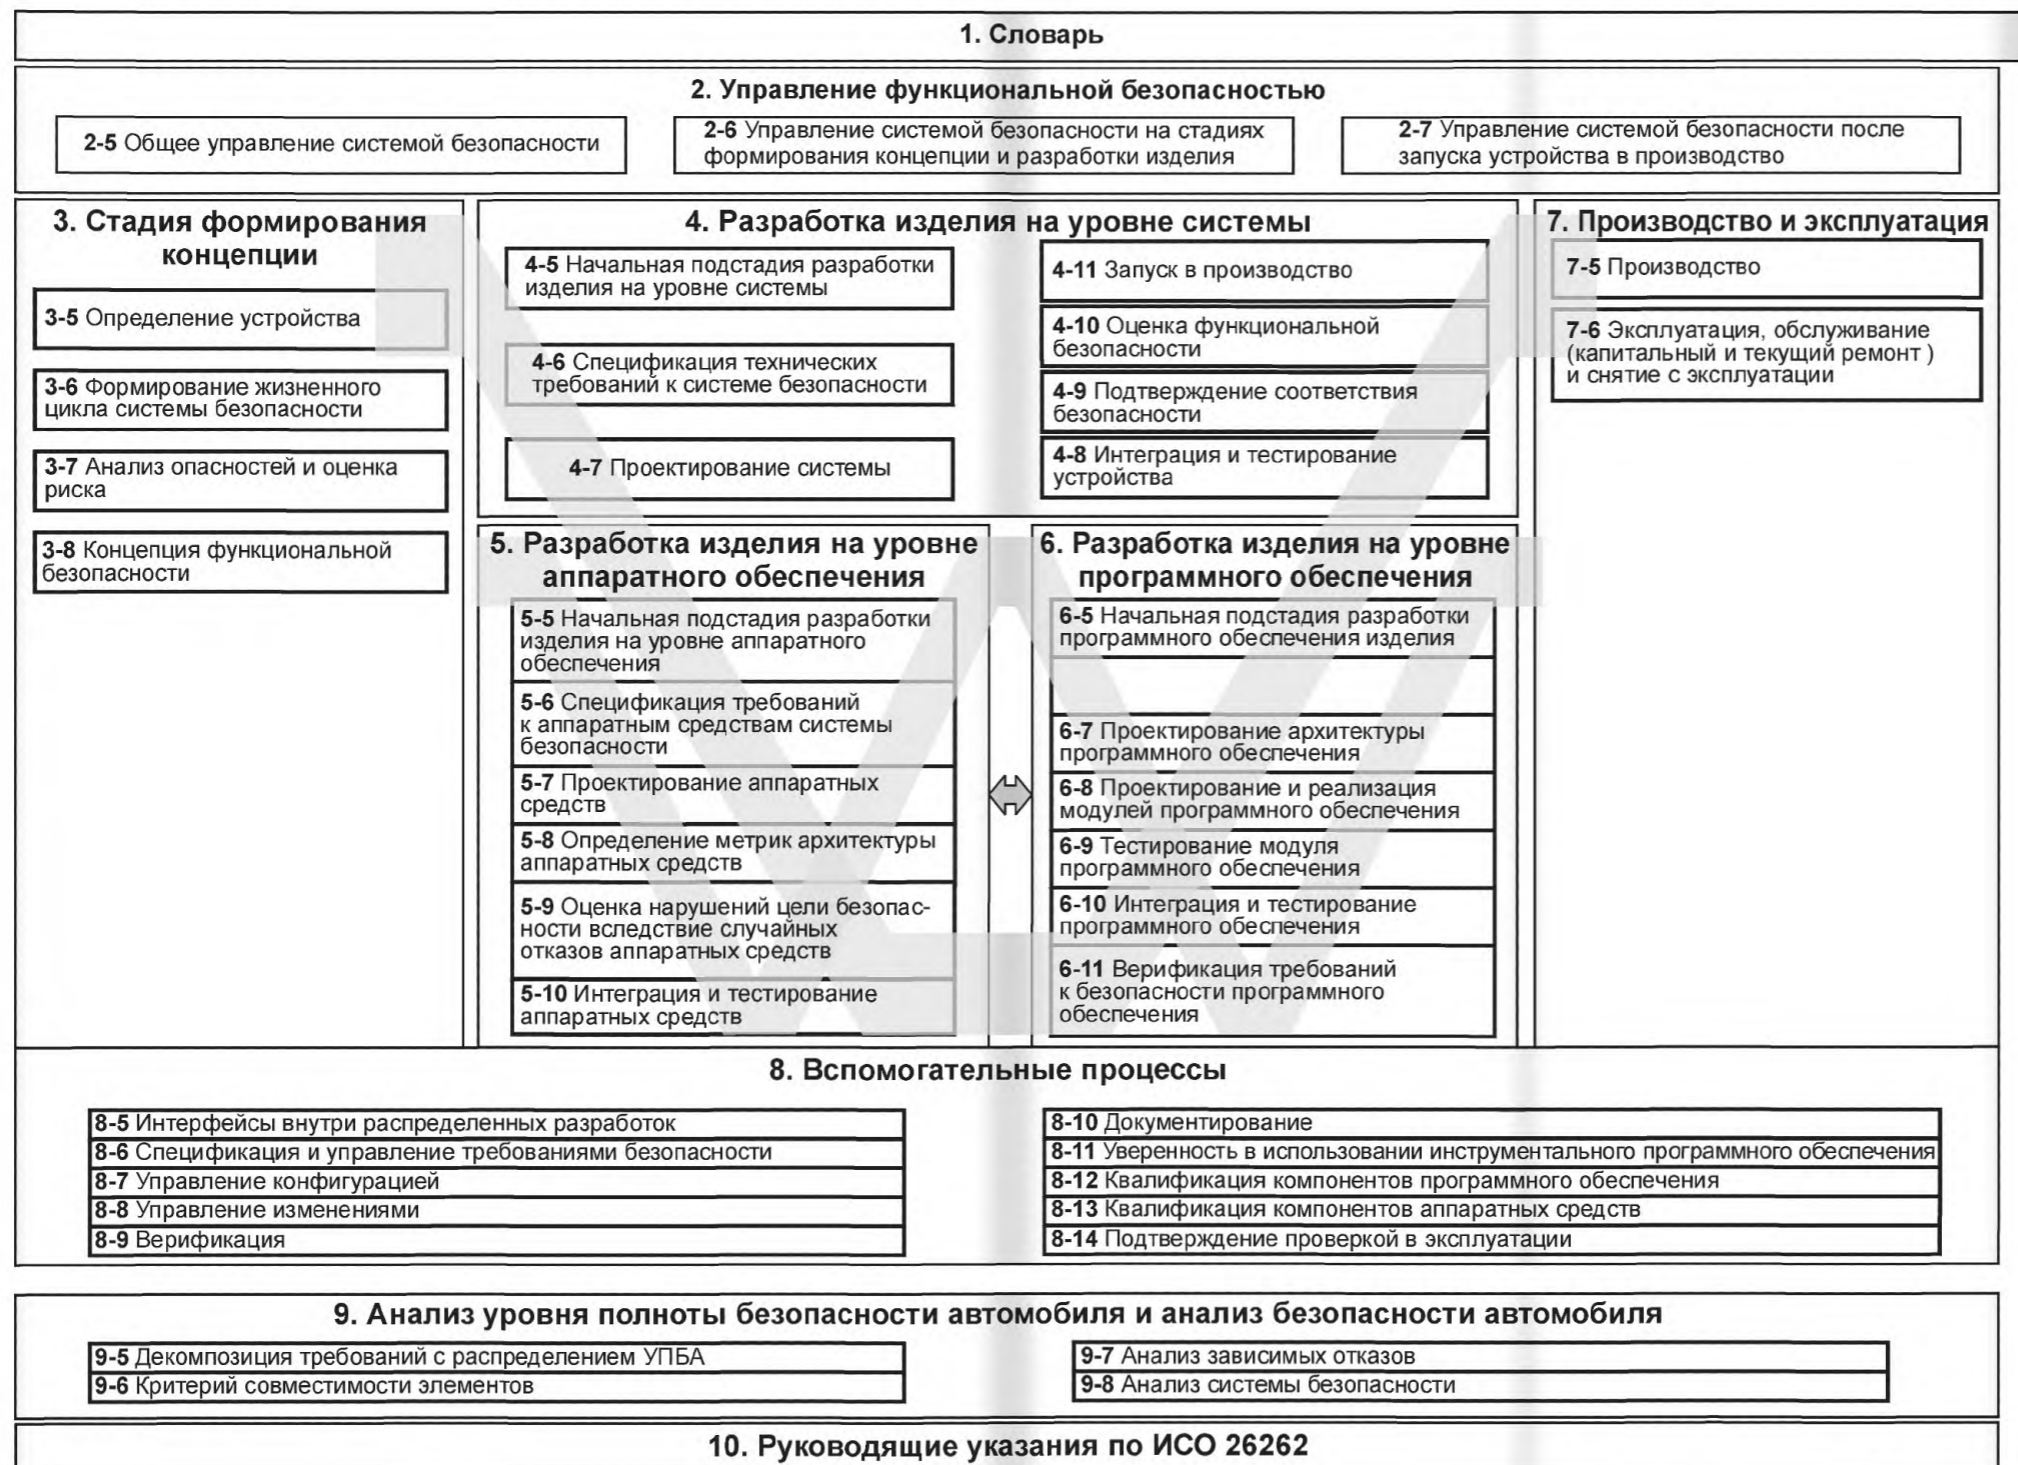 1. Словарь
2. Управление функциональной безопасностью
2-5 Общее управление системой безопасности
2-6 Управление системой безопасности на стадиях
формирования концепции и разработки изделия
2-7 Управление системой безопасности после
запуска устройства в производство
3. Стадия формирования
концепции
3-5 Определение устройства
3-6 Формирование жизненного
цикла системы безопасности
3-7 Анализ опасностей и оценка
риска
3-8 Концепция функциональной
безопасности
4. Разработка изделия на уровне системы
4-5 Начальная подстадия разработки
изделия на уровне системы
4-6 Спецификация технических
требований к системе безопасности
4-7 Проектирование системы
4-11 Запуск в производство
4-10 Оценка функциональной
безопасности
4-9 Подтверждение соответствия
безопасности
4-8 Интеграция и тестирование
устройства
7. Производство и эксплуатация
7-5 Производство
7-6 Эксплуатация, обслуживание
(капитальный и текущий ремонт )
и снятие с эксплуатации
5. Разработка изделия на уровне
аппаратного обеспечения
5-5 Начальная подстадия разработки
изделия на уровне аппаратного
обеспечения
5-6 Спецификация требований
к аппаратным средствам системы
безопасности
5-7 Проектирование аппаратных
средств
5-8 Определение метрик архитектуры
аппаратных средств
5-9 Оценка нарушений цели безопас-
ности вследствие случайных
отказов аппаратных средств
5-10 Интеграция и тестирование
аппаратных средств
6. Разработка изделия на уровне
программного обеспечения
6-5 Начальная подстадия разработки
программного обеспечения изделия
6-7 Проектирование архитектуры
программного обеспечения
6-8 Проектирование и реализация
модулей программного обеспечения
6-9 Тестирование модуля
программного обеспечения
6-10 Интеграция и тестирование
программного обеспечения
6-11 Верификация требований
к безопасности программного
обеспечения
8. Вспомогательные процессы
8-5 Интерфейсы внутри распределенных разработок
8-6 Спецификация и управление требованиями безопасности
8-7 Управление конфигурацией
8-8 Управление изменениями
8-9 Верификация
8-10 Документирование
8-11 Уверенность в использовании инструментального программного обеспечения
8-12 Квалификация компонентов программного обеспечения
8-13 Квалификация компонентов аппаратных средств
8-14 Подтверждение проверкой в эксплуатации
9. Анализ уровня полноты безопасности автомобиля и анализ безопасности автомобиля
9-5 Декомпозиция требований с распределением УПБА
9-6 Критерий совместимости элементов
9-7 Анализ зависимых отказов
9-8 Анализ системы безопасности
10. Руководящие указания по ИСО 26262